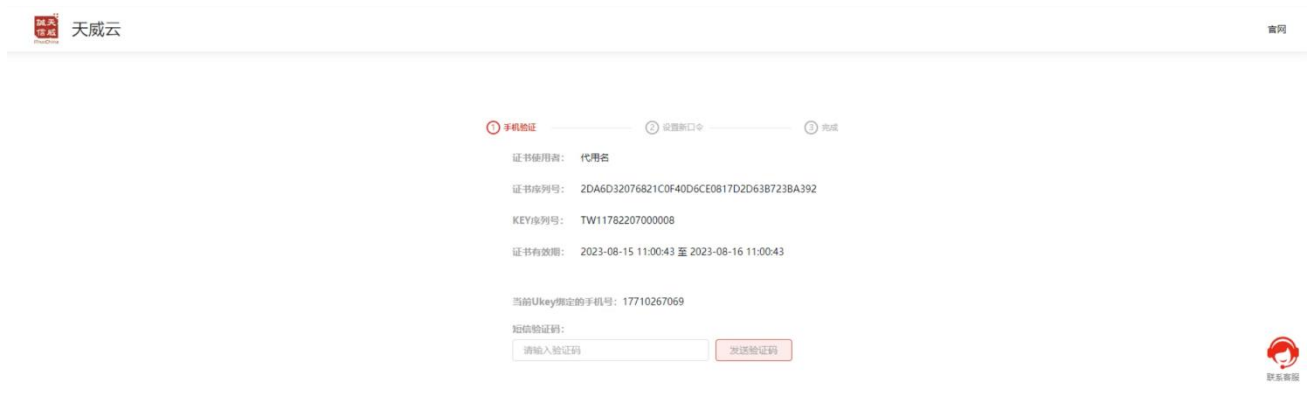 誠天
信威
天威云
官网
① 手机验证
② 设置新口令
③ 完成
证书使用者： 代用名
证书序列号： 2DA6D32076821C0F40D6CE0817D2D63B723BA392
KEY序列号： TW11782207000008
证书有效期： 2023-08-15 11:00:43 至 2023-08-16 11:00:43
当前Ukey绑定的手机号：17710267069
短信验证码：
请输入验证码
发送验证码
联系客服